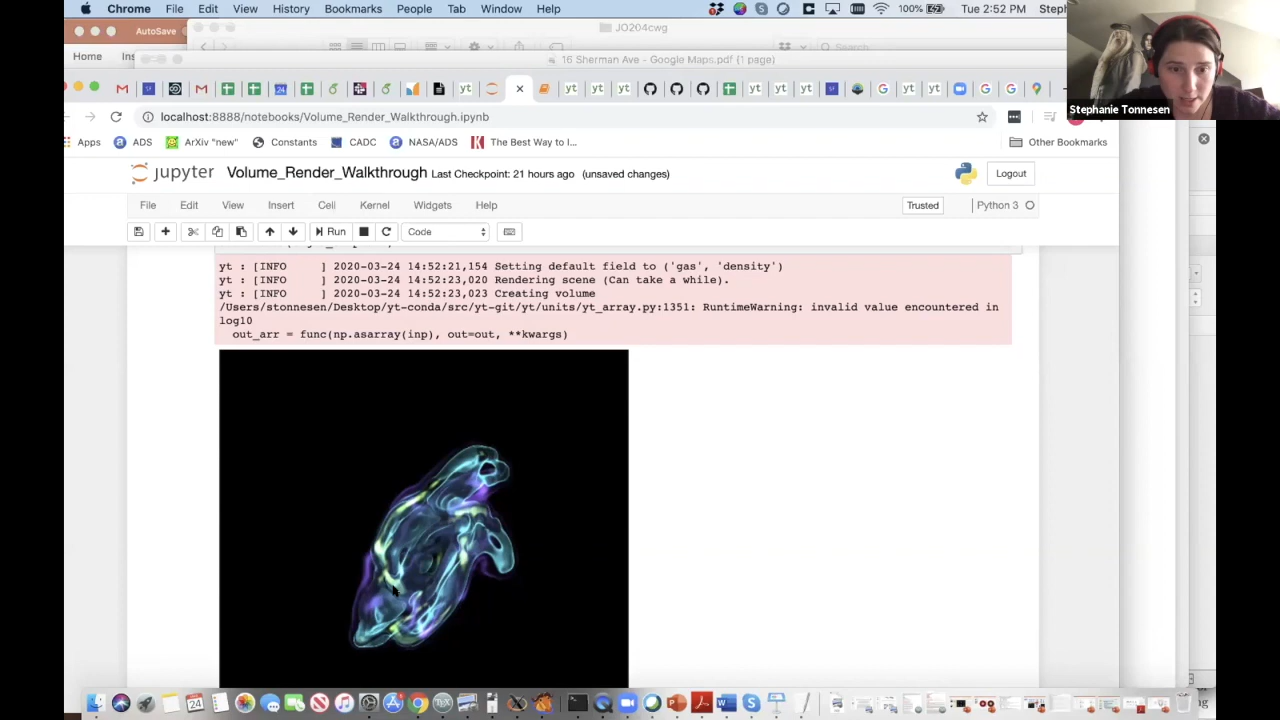 Chrome File Edit View History Bookmarks People Tab Window Help 100% Tue 2:52 PM Steph
AutoSave JO204cwg
Home Search
16 Sherman Ave - Google Maps.pdf (1 page)
localhost:8888/notebooks/Volume_Render_Walkthrough.ipynb
Stephanie Tonnesen
Apps ADS ArXiv "new" Constants CADC NASA/ADS The Best Way to I... Other Bookmarks
jupyter Volume_Render_Walkthrough Last Checkpoint: 21 hours ago (unsaved changes) Logout
File Edit View Insert Cell Kernel Widgets Help Trusted Python 3
Run Code
yt : [INFO ] 2020-03-24 14:52:21,154 Setting default field to ('gas', 'density')
yt : [INFO ] 2020-03-24 14:52:23,020 Rendering scene (Can take a while).
yt : [INFO ] 2020-03-24 14:52:23,023 Creating volume
/Users/stonnesen/Desktop/yt-conda/src/yt-git/yt/units/yt_array.py:1351: RuntimeWarning: invalid value encountered in
log10
out_arr = func(np.asarray(inp), out=out, **kwargs)